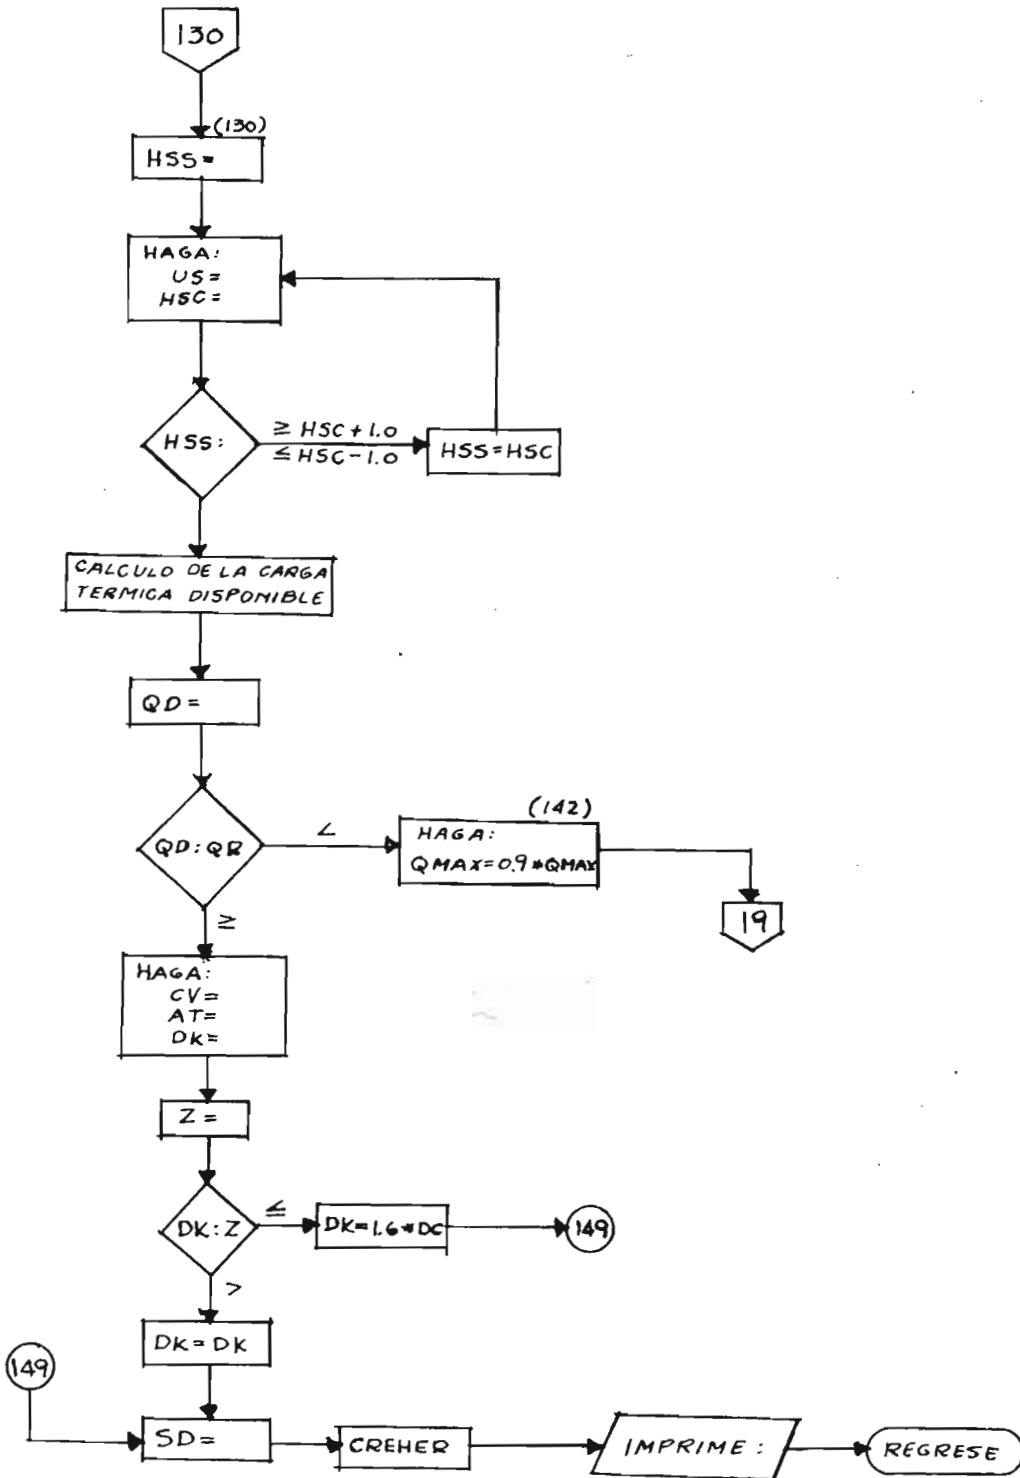 130
(130)
HSS=
HAGA:
US=
HSC=
HSS:
≥ HSC+1.0
≤ HSC-1.0
HSS=HSC
CALCULO DE LA CARGA
TERMICA DISPONIBLE
QD=
QD:QR
<
(142)
HAGA:
QMAX=0.9*QMAX
19
≥
HAGA:
CV=
AT=
DK=
Z=
DK:Z
≤
DK=1.6*DC
149
>
DK=DK
149
SD=
CREHER
IMPRIME:
REGRESE